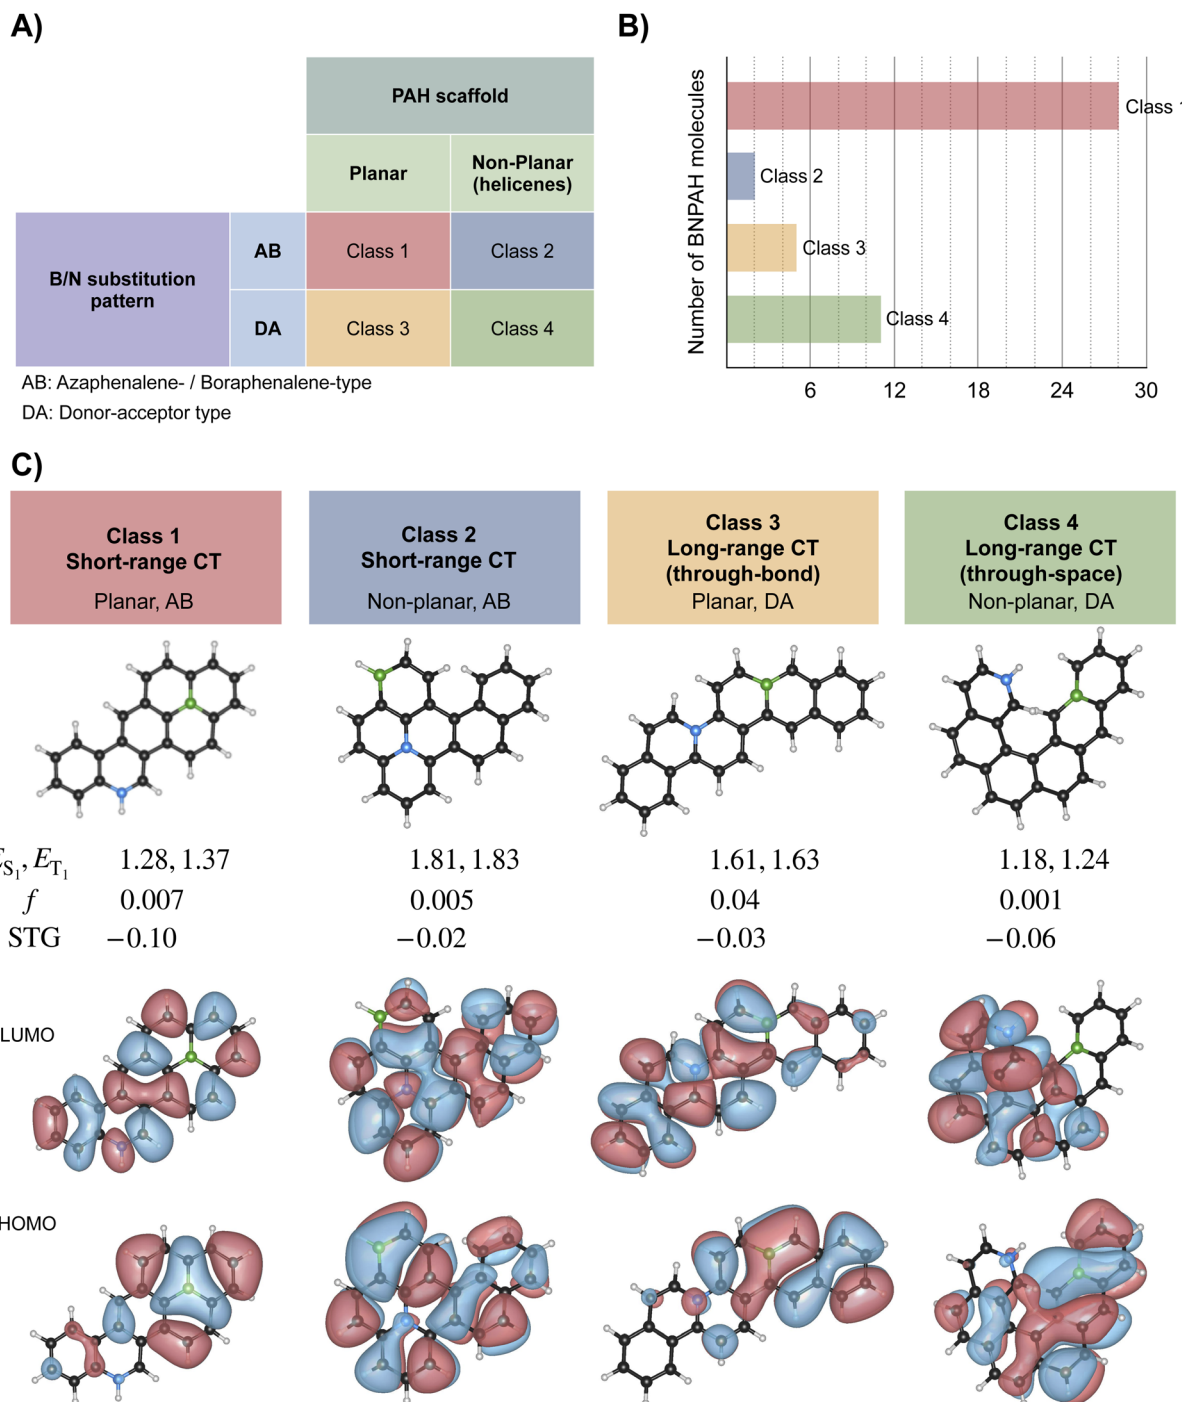 A)
PAH scaffold
Planar
Non-Planar
(helicenes)
B/N substitution
pattern
AB
Class 1
Class 2
DA
Class 3
Class 4
AB: Azaphenalene- / Boraphenalene-type
DA: Donor-acceptor type
B)
Number of BNPAH molecules
Class 1
Class 2
Class 3
Class 4
6 12 18 24 30
C)
Class 1
Short-range CT
Planar, AB
Class 2
Short-range CT
Non-planar, AB
Class 3
Long-range CT
(through-bond)
Planar, DA
Class 4
Long-range CT
(through-space)
Non-planar, DA
E_S1, E_T1 1.28, 1.37 1.81, 1.83 1.61, 1.63 1.18, 1.24
f 0.007 0.005 0.04 0.001
STG −0.10 −0.02 −0.03 −0.06
LUMO
HOMO